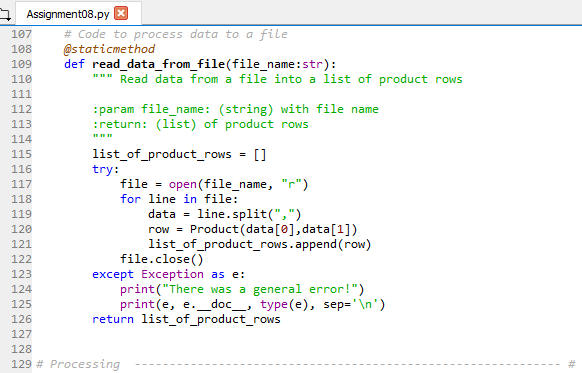 Assignment08.py
107 # Code to process data to a file
108 @staticmethod
109 def read_data_from_file(file_name:str):
110 """ Read data from a file into a list of product rows
111
112 :param file_name: (string) with file name
113 :return: (list) of product rows
114 """
115 list_of_product_rows = []
116 try:
117 file = open(file_name, "r")
118 for line in file:
119 data = line.split(",")
120 row = Product(data[0],data[1])
121 list_of_product_rows.append(row)
122 file.close()
123 except Exception as e:
124 print("There was a general error!")
125 print(e, e.__doc__, type(e), sep='\n')
126 return list_of_product_rows
127
128
129 # Processing ------------------------------------------------------------- #